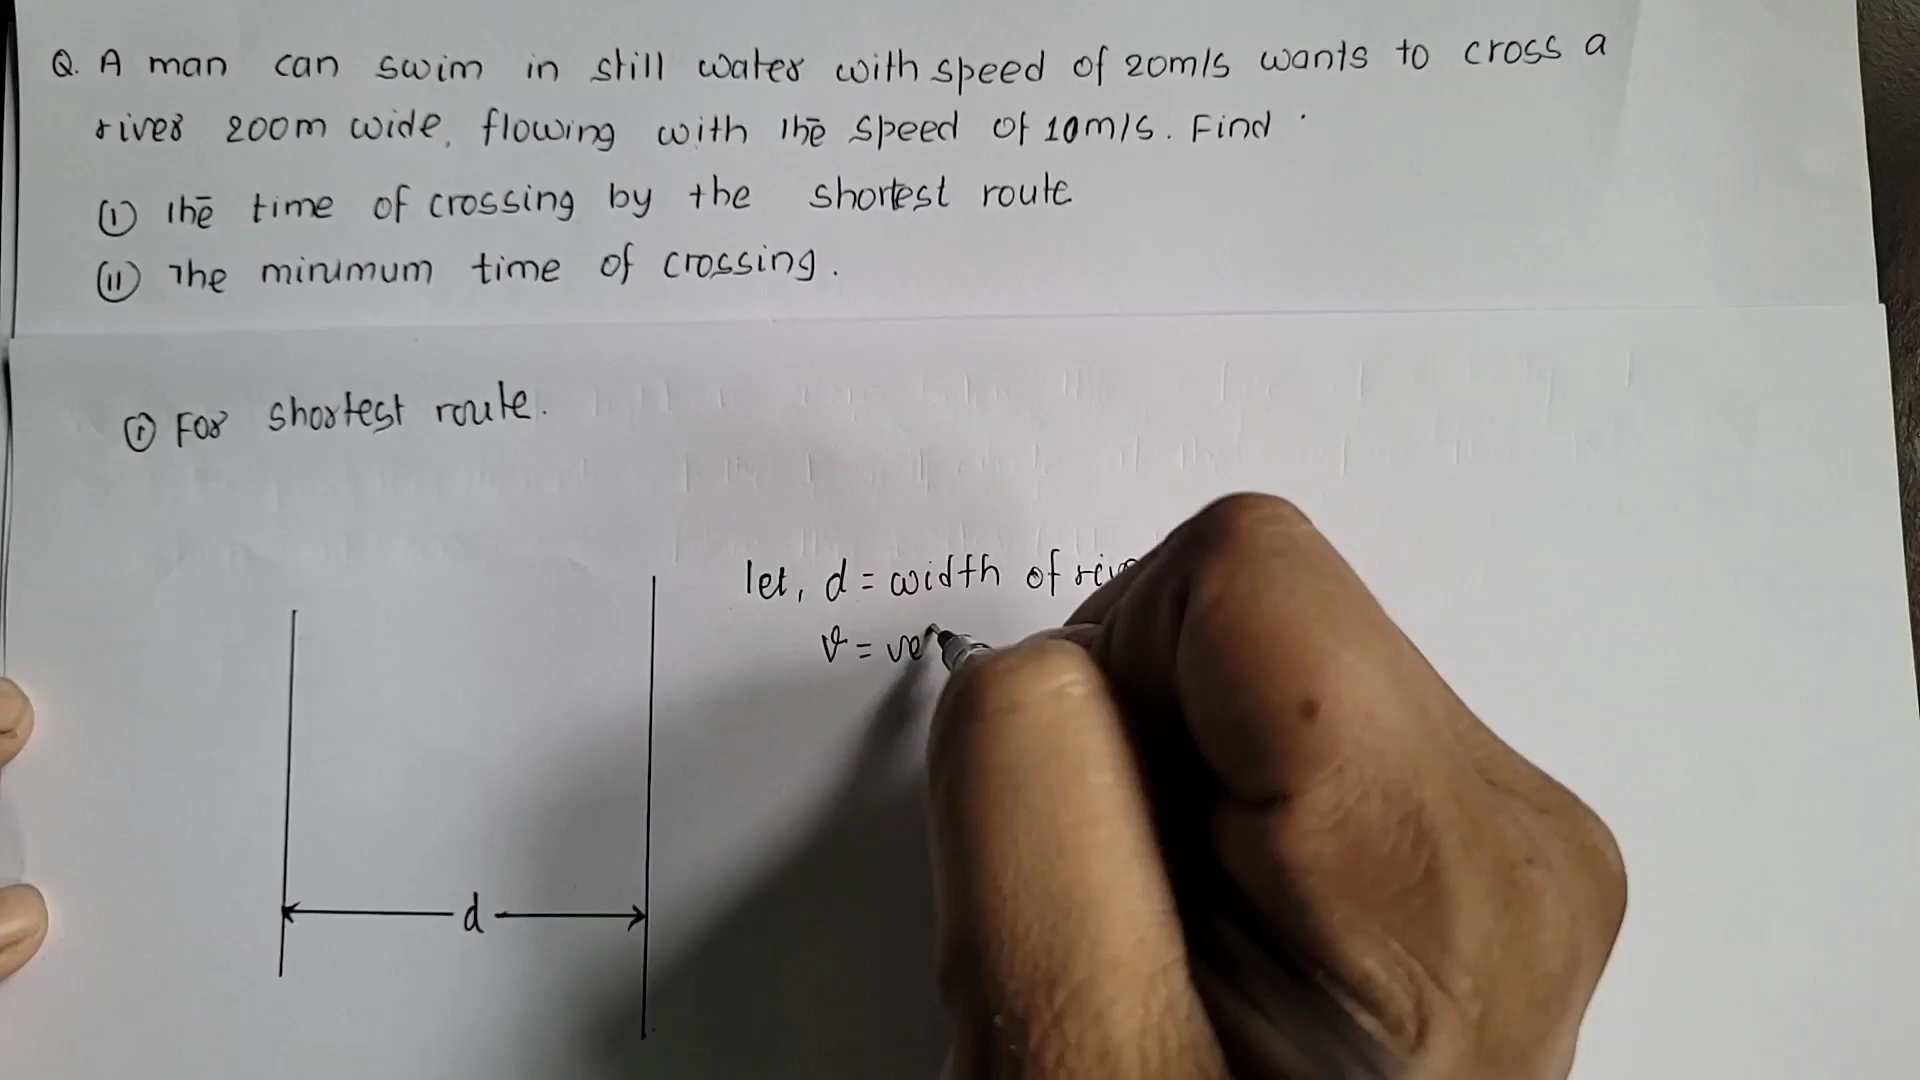 Q. A man can swim in still water with speed of 20m/s wants to cross a
river 200m wide, flowing with the speed of 10m/s. Find
(i) The time of crossing by the shortest route
(ii) The minimum time of crossing.
(i) For shortest route.
let, d = width of
v =
d